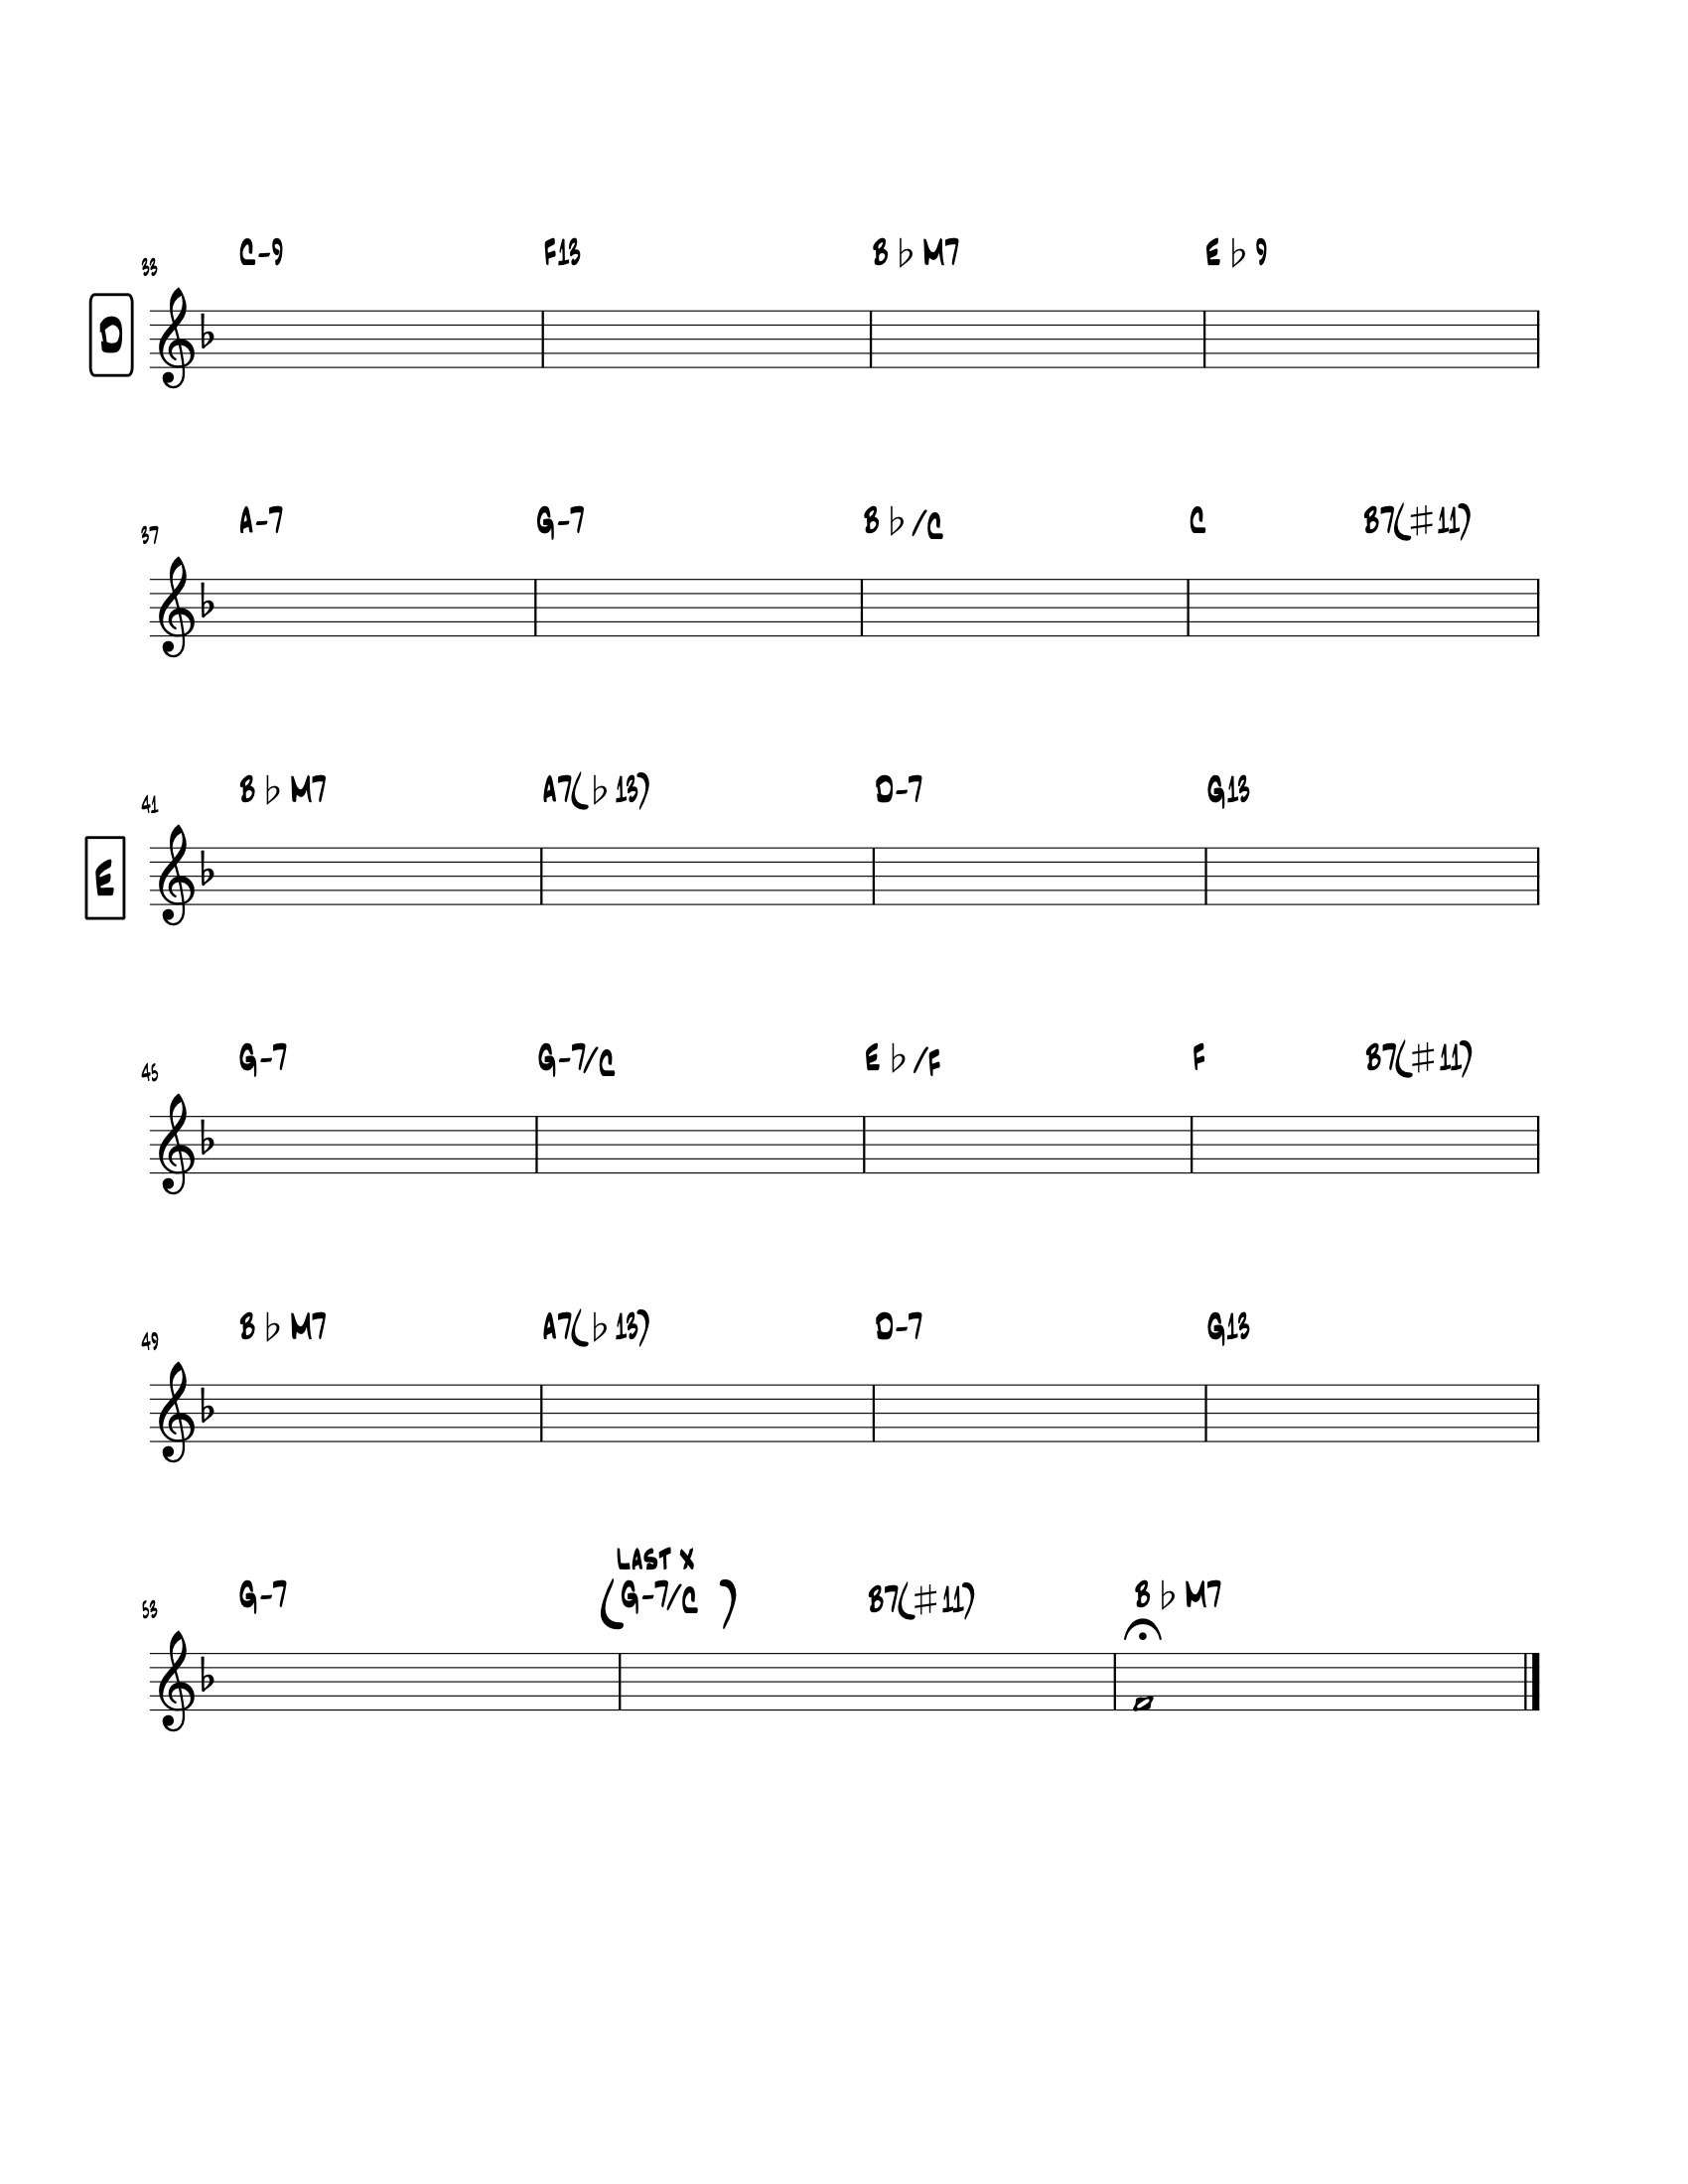 C-9 F13 B♭M7 E♭9
33
D
A-7 G-7 B♭/C C B7(♯11)
37
B♭M7 A7(♭13) D-7 G13
41
E
G-7 G-7/C E♭/F F B7(♯11)
45
B♭M7 A7(♭13) D-7 G13
49
LAST X
G-7 (G-7/C ) B7(♯11) B♭M7
53